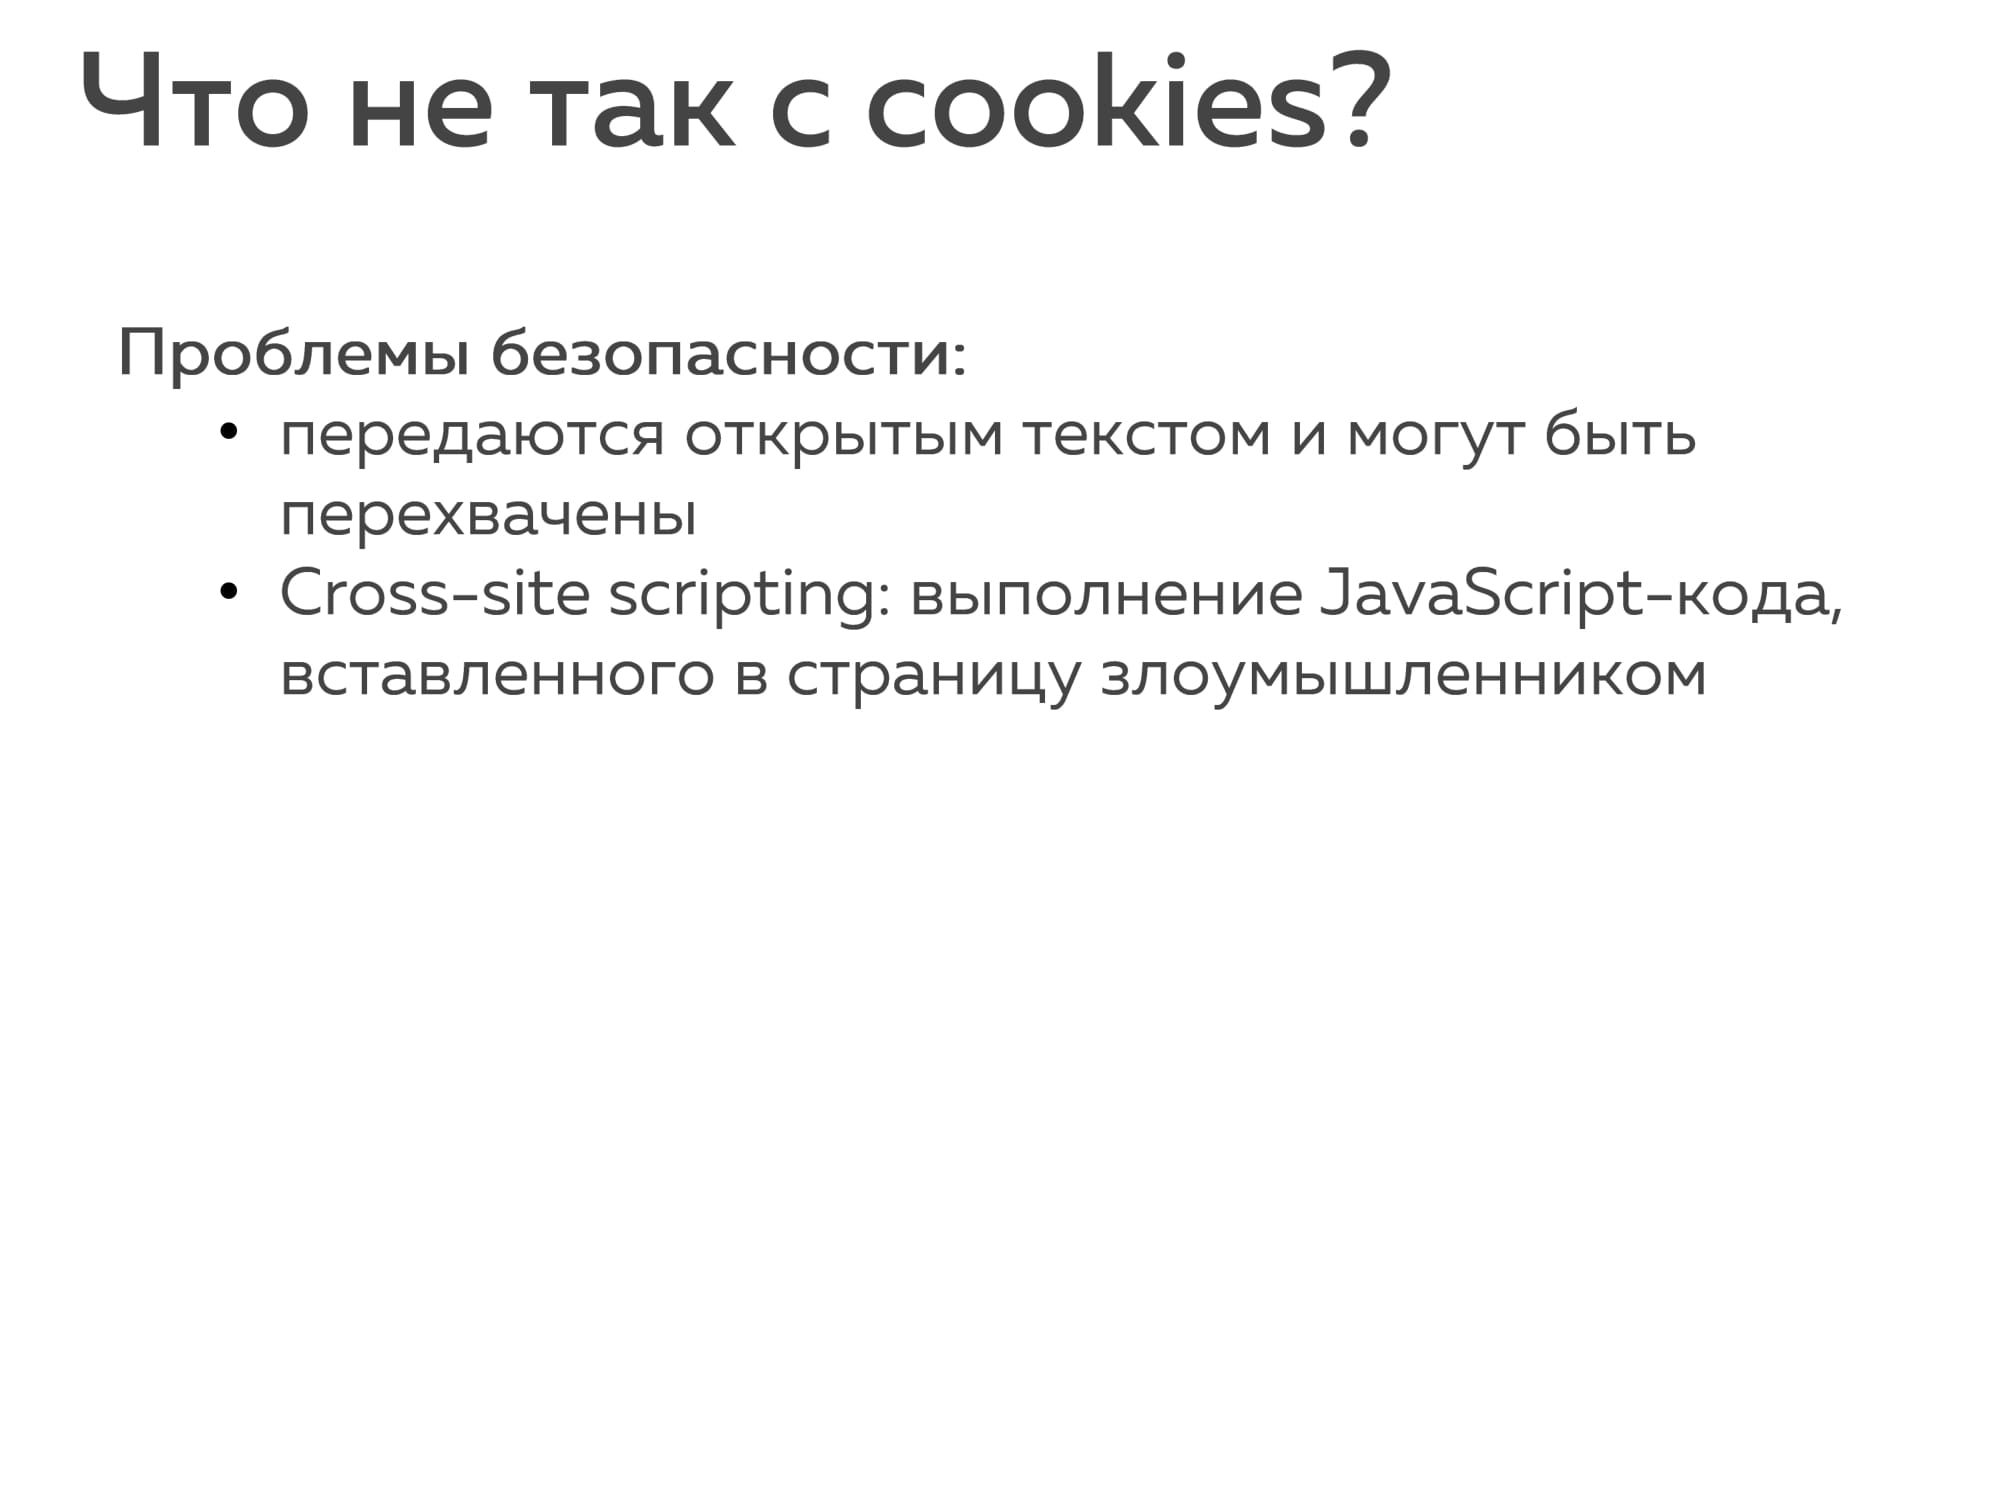 Что не так с cookies?
Проблемы безопасности:
• передаются открытым текстом и могут быть
перехвачены
• Cross-site scripting: выполнение JavaScript-кода,
вставленного в страницу злоумышленником